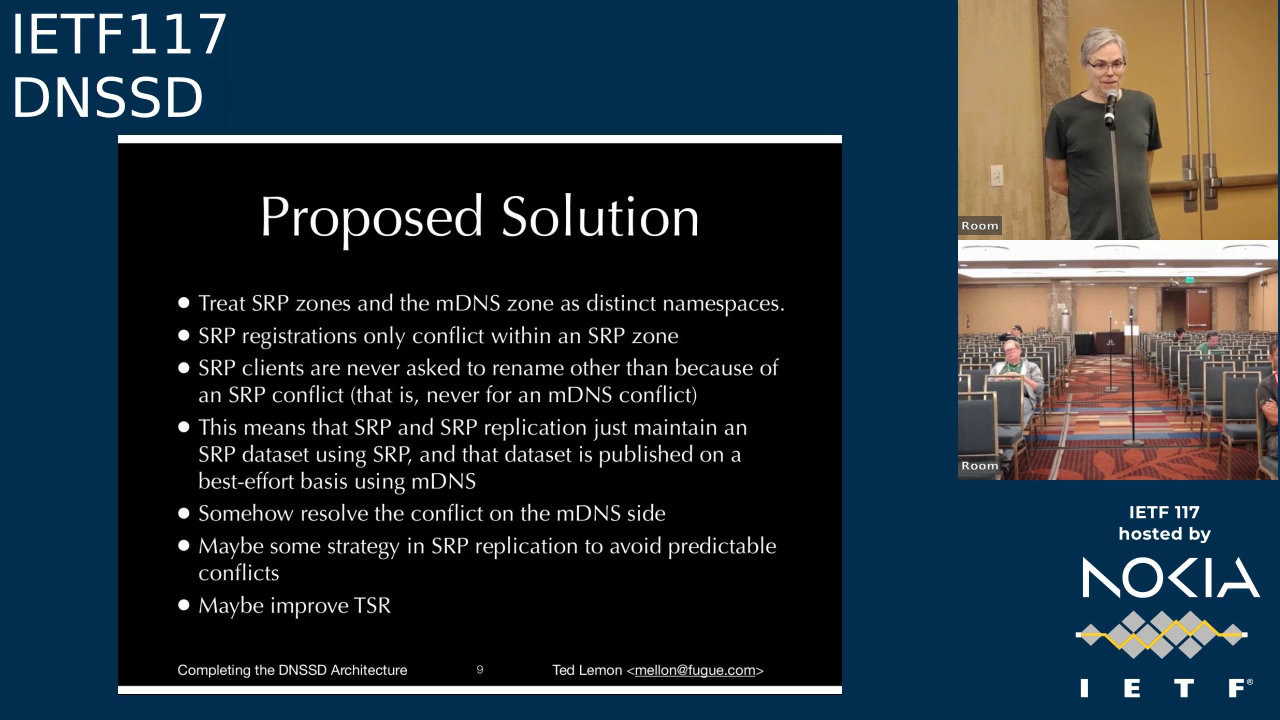 IETF117
DNSSD
Proposed Solution
● Treat SRP zones and the mDNS zone as distinct namespaces.
● SRP registrations only conflict within an SRP zone
● SRP clients are never asked to rename other than because of
an SRP conflict (that is, never for an mDNS conflict)
● This means that SRP and SRP replication just maintain an
SRP dataset using SRP, and that dataset is published on a
best-effort basis using mDNS
● Somehow resolve the conflict on the mDNS side
● Maybe some strategy in SRP replication to avoid predictable
conflicts
● Maybe improve TSR
Completing the DNSSD Architecture 9 Ted Lemon <mellon@fugue.com>
Room
Room
IETF 117
hosted by
NOKIA
I E T F®